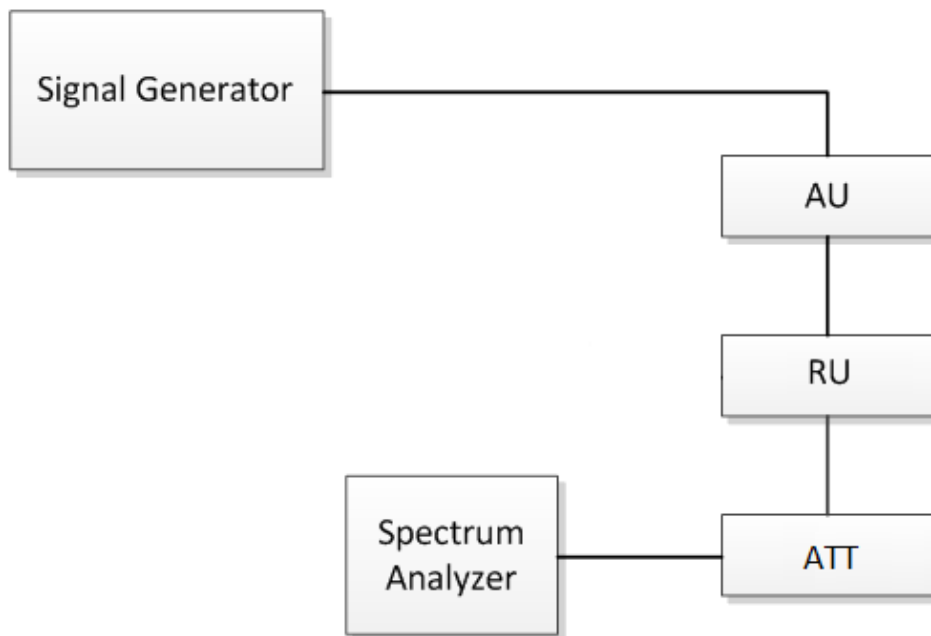 Signal Generator
AU
RU
Spectrum
Analyzer
ATT